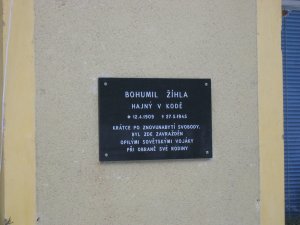 BOHUMIL ŽÍHLA
HAJNÝ V KODĚ
* 12.4.1909 † 27.5.1945
KRÁTCE PO ZNOVUNABYTÍ SVOBODY,
BYL ZDE ZAVRAŽDĚN
OPILÝMI SOVĚTSKÝMI VOJÁKY
PŘI OBRANĚ SVÉ RODINY